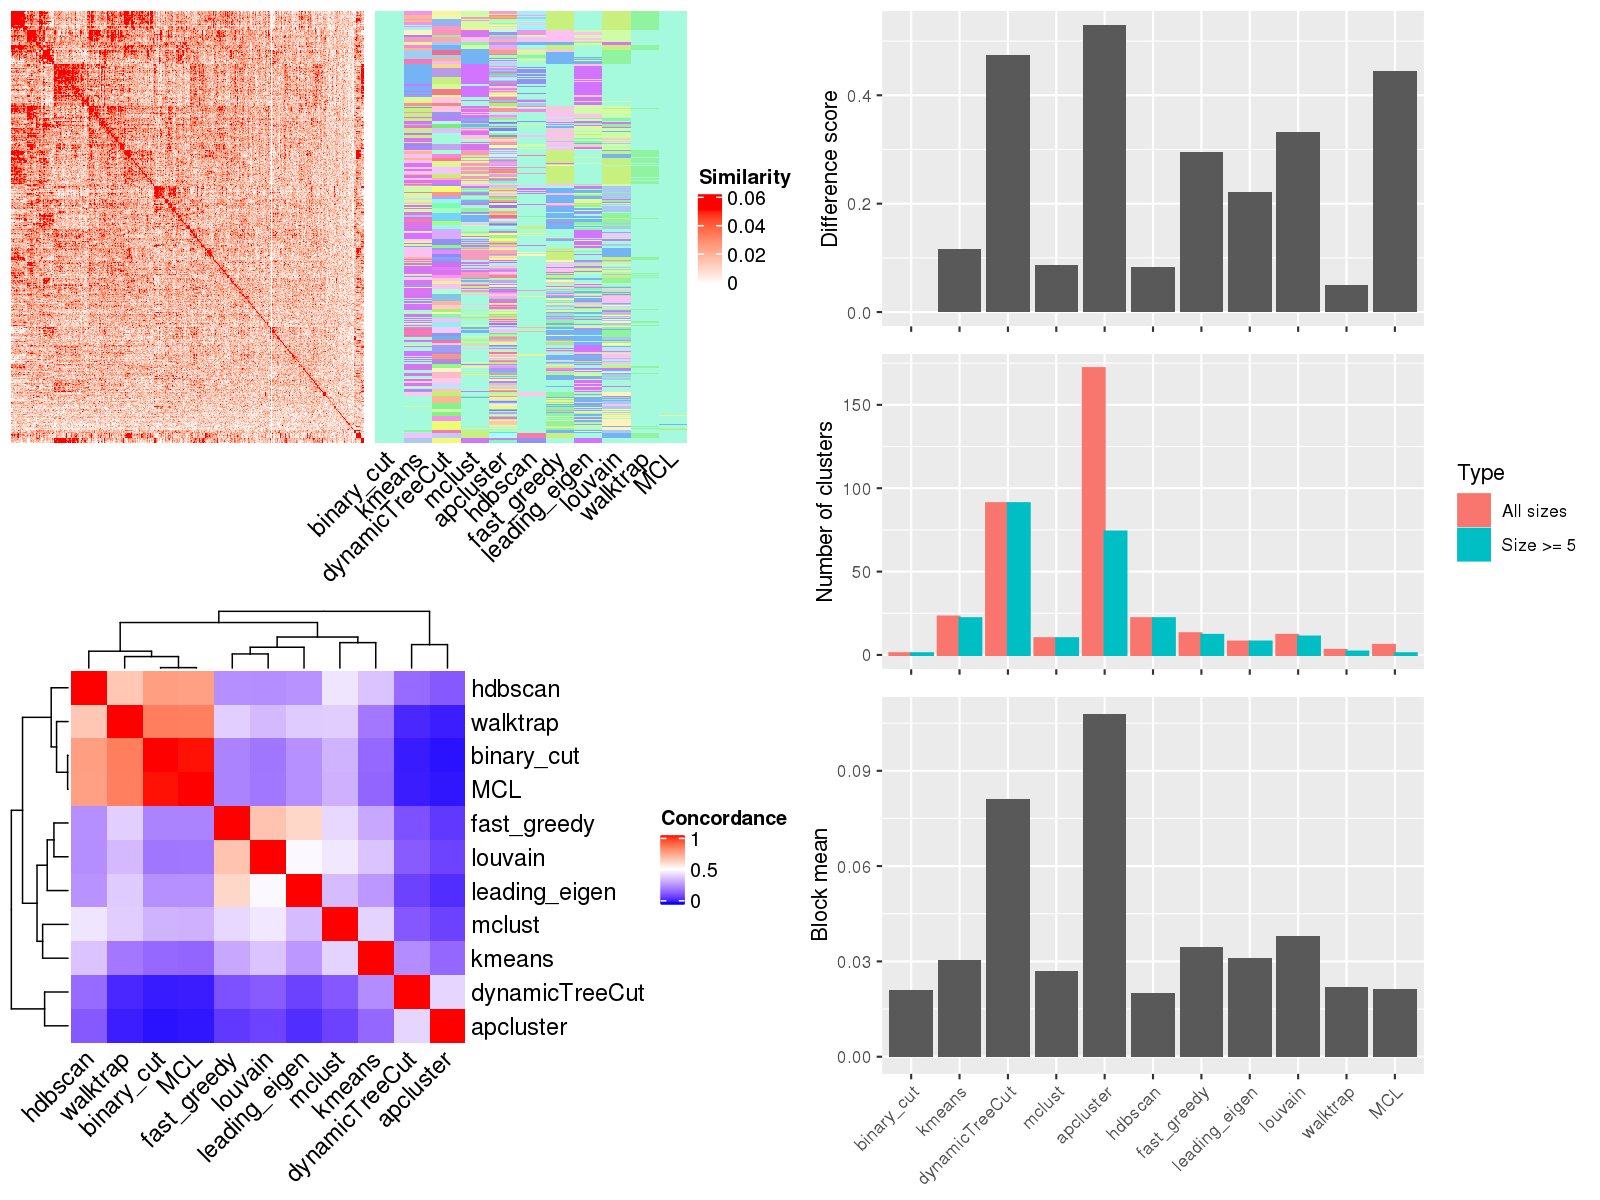 Similarity
0.06
0.04
0.02
0
binary_cut
kmeans
dynamicTreeCut
mclust
apcluster
hdbscan
fast_greedy
leading_eigen
louvain
walktrap
MCL
hdbscan
walktrap
binary_cut
MCL
fast_greedy
louvain
leading_eigen
mclust
kmeans
dynamicTreeCut
apcluster
Concordance
1
0.5
0
hdbscan
walktrap
binary_cut
MCL
fast_greedy
louvain
leading_eigen
mclust
kmeans
dynamicTreeCut
apcluster
Difference score
0.4
0.2
0.0
Number of clusters
150
100
50
0
Type
All sizes
Size >= 5
Block mean
0.09
0.06
0.03
0.00
binary_cut
kmeans
dynamicTreeCut
mclust
apcluster
hdbscan
fast_greedy
leading_eigen
louvain
walktrap
MCL